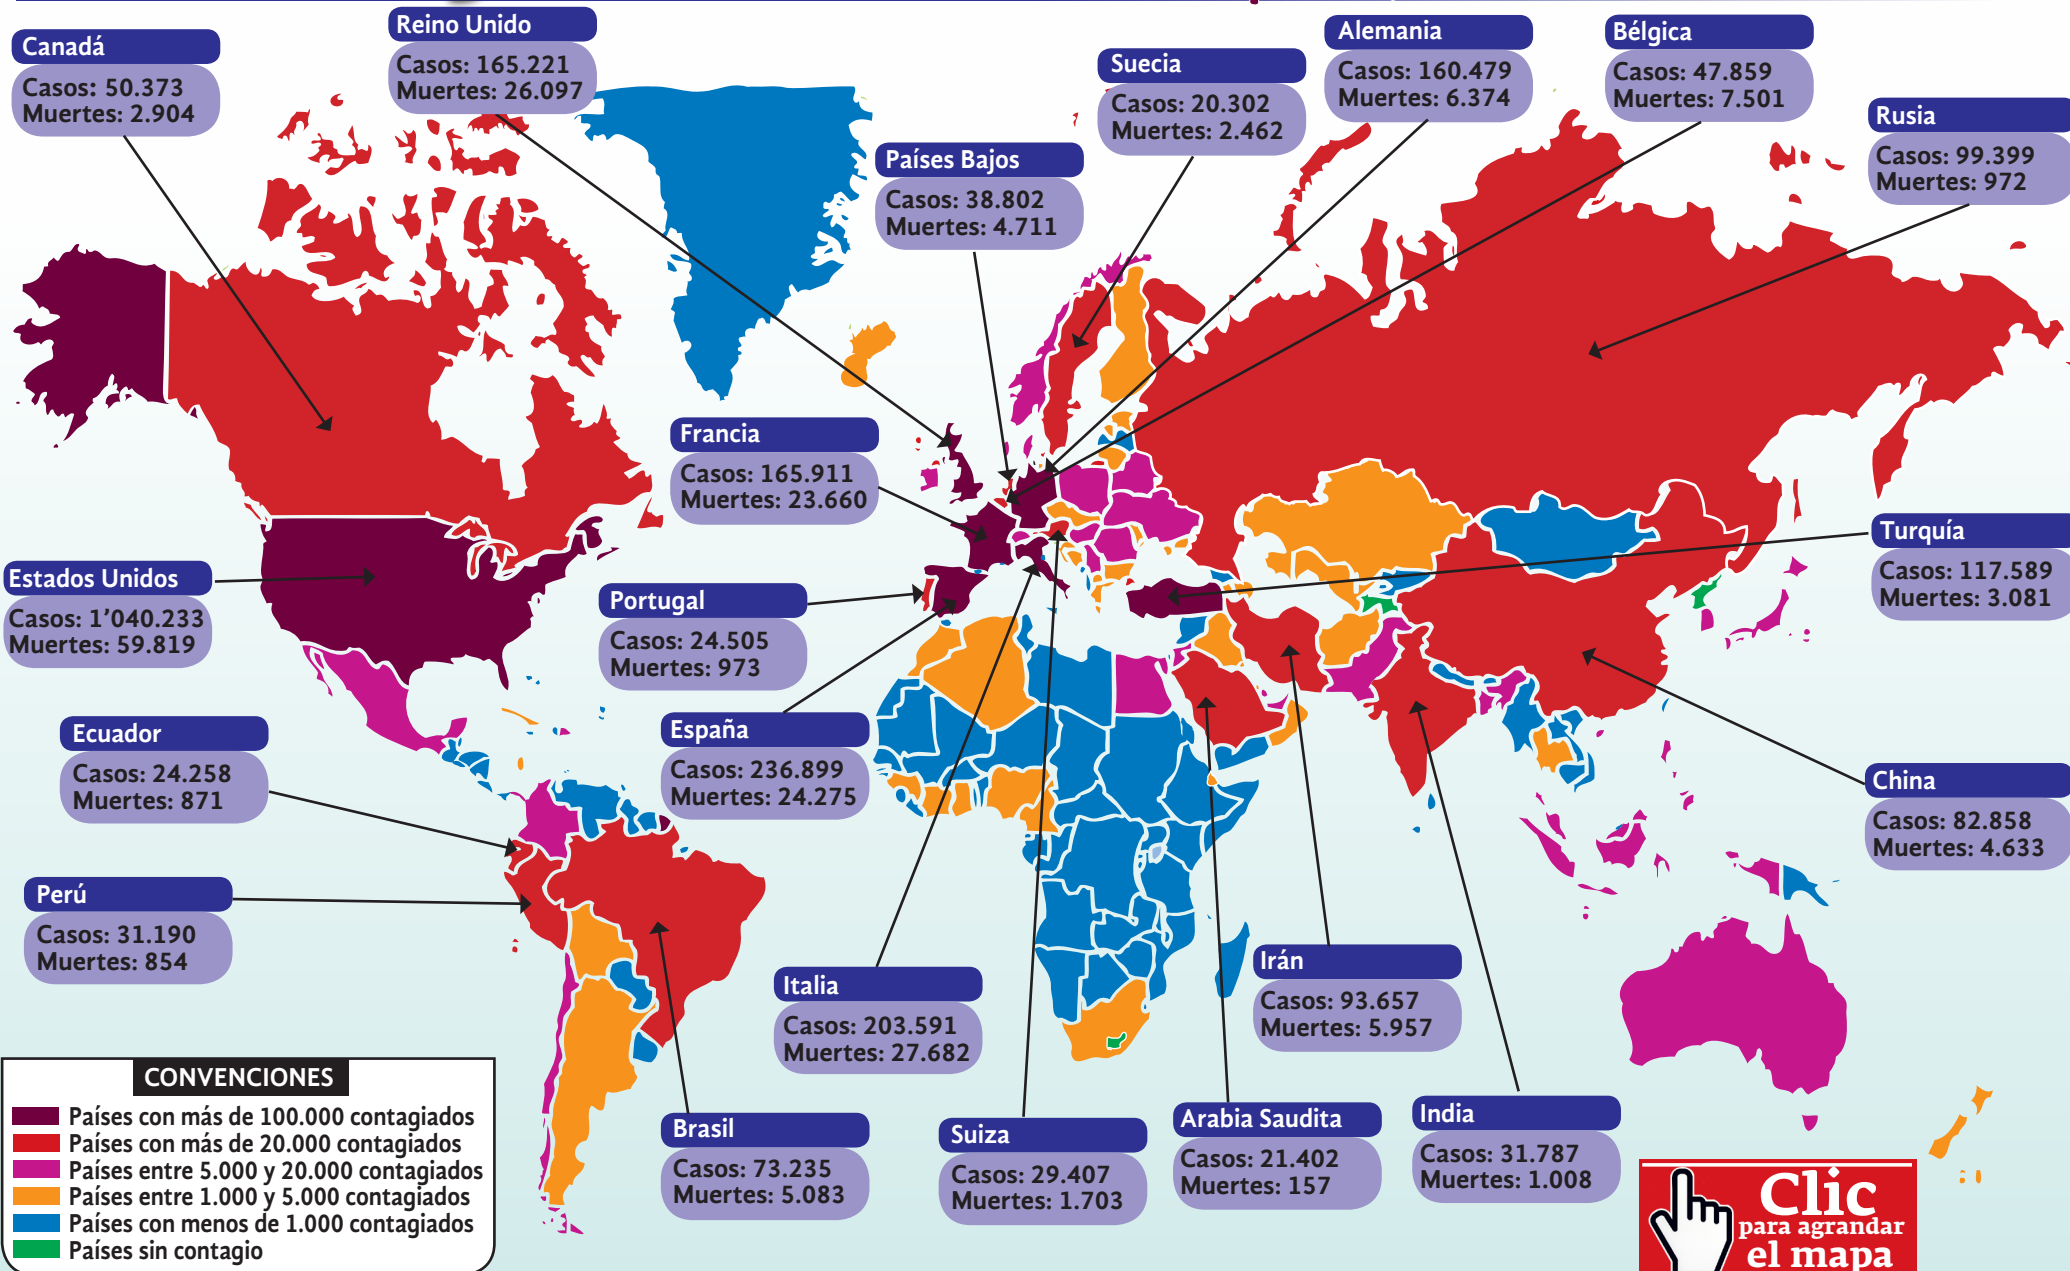 Canadá
Casos: 50.373
Muertes: 2.904
Reino Unido
Casos: 165.221
Muertes: 26.097
Suecia
Casos: 20.302
Muertes: 2.462
Alemania
Casos: 160.479
Muertes: 6.374
Bélgica
Casos: 47.859
Muertes: 7.501
Rusia
Casos: 99.399
Muertes: 972
Países Bajos
Casos: 38.802
Muertes: 4.711
Francia
Casos: 165.911
Muertes: 23.660
Turquía
Casos: 117.589
Muertes: 3.081
Estados Unidos
Casos: 1'040.233
Muertes: 59.819
Portugal
Casos: 24.505
Muertes: 973
Ecuador
Casos: 24.258
Muertes: 871
España
Casos: 236.899
Muertes: 24.275
China
Casos: 82.858
Muertes: 4.633
Perú
Casos: 31.190
Muertes: 854
Italia
Casos: 203.591
Muertes: 27.682
Irán
Casos: 93.657
Muertes: 5.957
Brasil
Casos: 73.235
Muertes: 5.083
Suiza
Casos: 29.407
Muertes: 1.703
Arabia Saudita
Casos: 21.402
Muertes: 157
India
Casos: 31.787
Muertes: 1.008
CONVENCIONES
Países con más de 100.000 contagiados
Países con más de 20.000 contagiados
Países entre 5.000 y 20.000 contagiados
Países entre 1.000 y 5.000 contagiados
Países con menos de 1.000 contagiados
Países sin contagio
Clic
para agrandar
el mapa